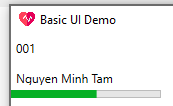 Basic UI Demo
001
Nguyen Minh Tam